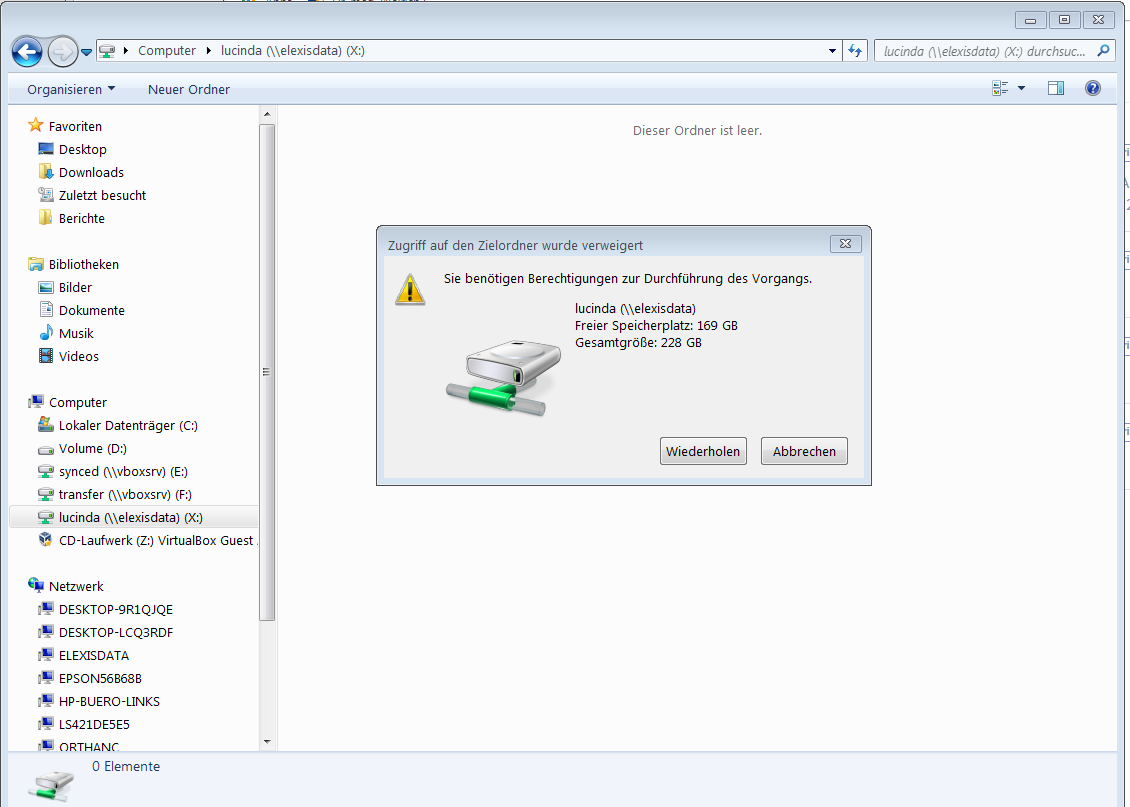 Computer
lucinda (\\elexisdata) (X:)
lucinda (\\elexisdata) (X:) durchsuc...
Organisieren
Neuer Ordner
Favoriten
Desktop
Downloads
Zuletzt besucht
Berichte
Bibliotheken
Bilder
Dokumente
Musik
Videos
Computer
Lokaler Datenträger (C:)
Volume (D:)
synced (\\vboxsrv) (E:)
transfer (\\vboxsrv) (F:)
lucinda (\\elexisdata) (X:)
CD-Laufwerk (Z:) VirtualBox Guest
Netzwerk
DESKTOP-9R1QJQE
DESKTOP-LCQ3RDF
ELEXISDATA
EPSON56B68B
HP-BUERO-LINKS
LS421DE5E5
ORTHANC
Dieser Ordner ist leer.
Zugriff auf den Zielordner wurde verweigert
Sie benötigen Berechtigungen zur Durchführung des Vorgangs.
lucinda (\\elexisdata)
Freier Speicherplatz: 169 GB
Gesamtgröße: 228 GB
Wiederholen
Abbrechen
0 Elemente